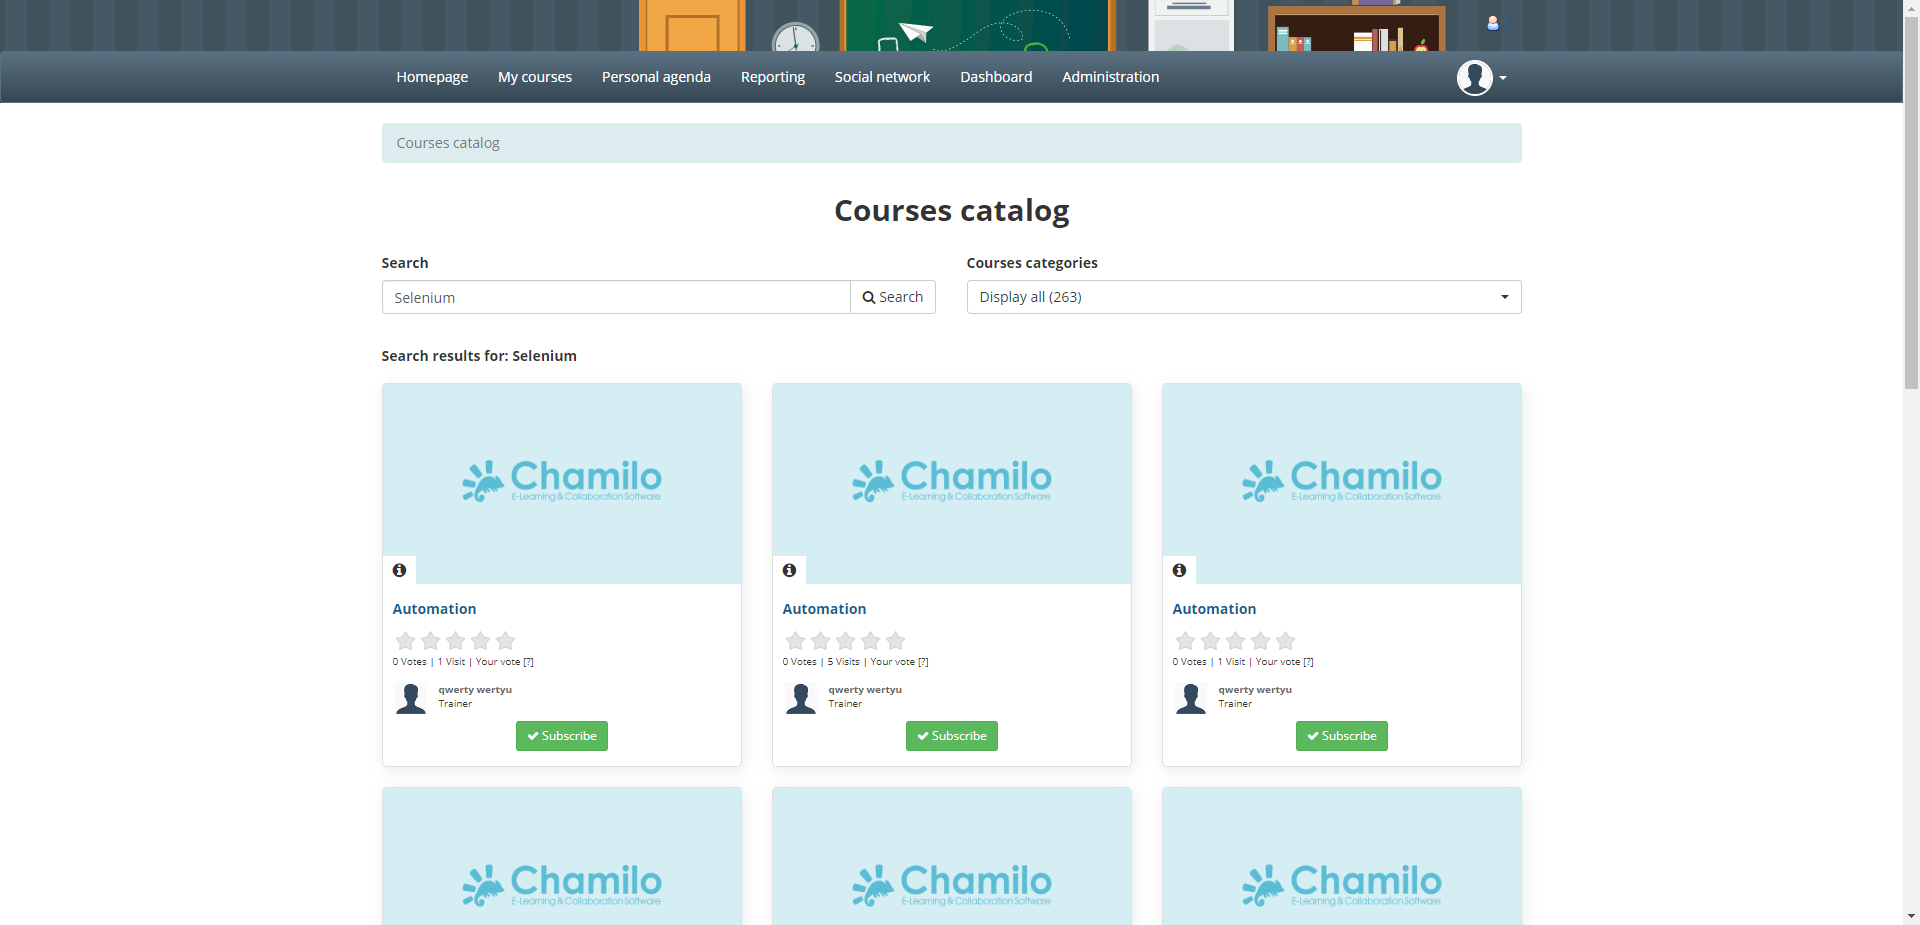 Homepage My courses Personal agenda Reporting Social network Dashboard Administration
Courses catalog
Courses catalog
Search
Courses categories
Selenium
Search
Display all (263)
Search results for: Selenium
Chamilo
E-Learning & Collaboration Software
Automation
0 Votes | 1 Visit | Your vote [?]
qwerty wertyu
Trainer
Subscribe
Chamilo
E-Learning & Collaboration Software
Automation
0 Votes | 5 Visits | Your vote [?]
qwerty wertyu
Trainer
Subscribe
Chamilo
E-Learning & Collaboration Software
Automation
0 Votes | 1 Visit | Your vote [?]
qwerty wertyu
Trainer
Subscribe
Chamilo
E-Learning & Collaboration Software
Chamilo
E-Learning & Collaboration Software
Chamilo
E-Learning & Collaboration Software